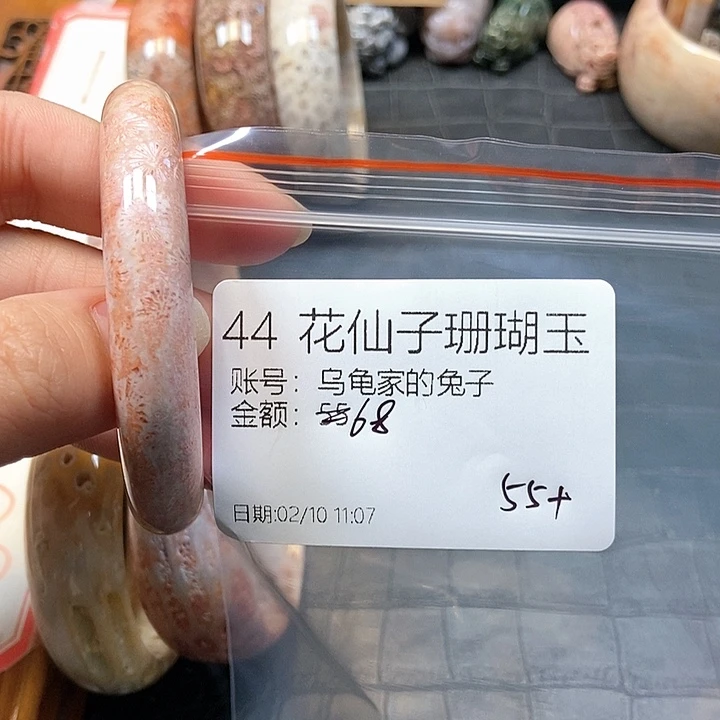 44 花仙子珊瑚玉
账号：乌龟家的兔子
金额：68
55+
日期:02/10 11:07